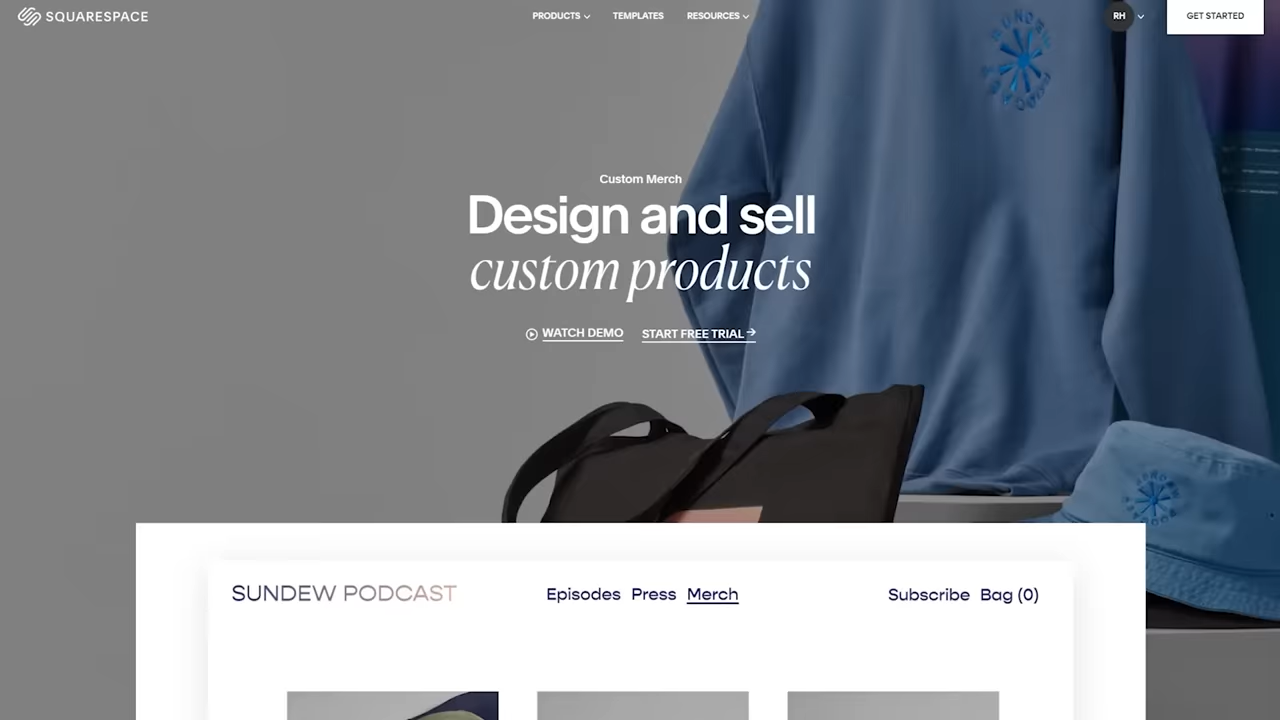 SQUARESPACE
PRODUCTS
TEMPLATES
RESOURCES
RH
GET STARTED
Custom Merch
Design and sell
custom products
WATCH DEMO
START FREE TRIAL
SUNDEW PODCAST
Episodes
Press
Merch
Subscribe
Bag (0)